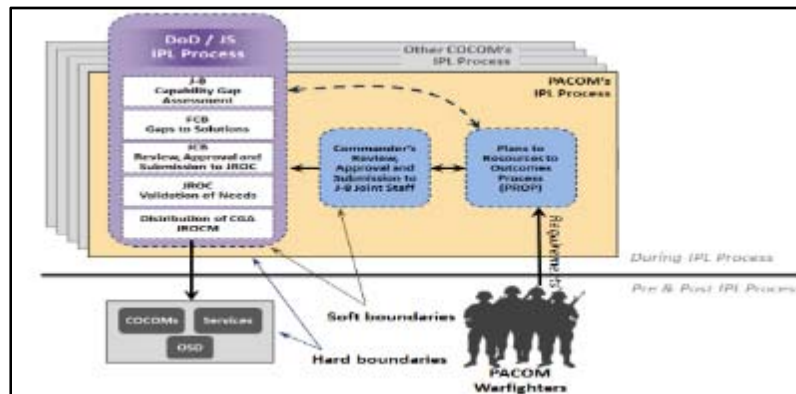 DoD / JS
IPL Process
Other COCOM's
IPL Process
PACOM's
IPL Process
J-8
Capability Gap
Assessment
FCB
Gaps to Solutions
JCB
Review, Approval and
Submission to JROC
JROC
Validation of Needs
Distribution of CGA
JROCM
Commander's
Review,
Approval and
Submission to
J-8 Joint Staff
Plans to
Resources to
Outcomes
Process
(PROP)
Requirements
During IPL Process
Pre & Post IPL Process
Soft boundaries
Hard boundaries
COCOMs
Services
OSD
PACOM
Warfighters